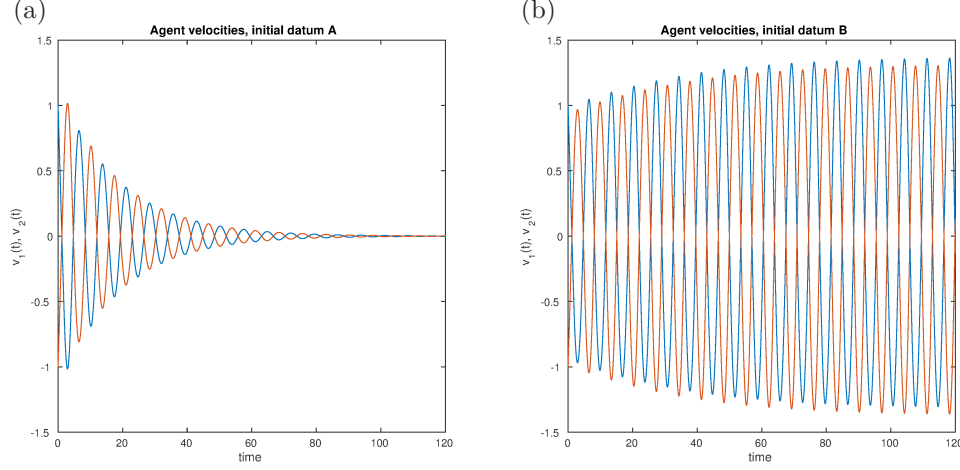 (a)
Agent velocities, initial datum A
1.5
1
0.5
0
-0.5
-1
-1.5
v1(t), v2(t)
0 20 40 60 80 100 120
time
(b)
Agent velocities, initial datum B
1.5
1
0.5
0
-0.5
-1
-1.5
v1(t), v2(t)
0 20 40 60 80 100 120
time